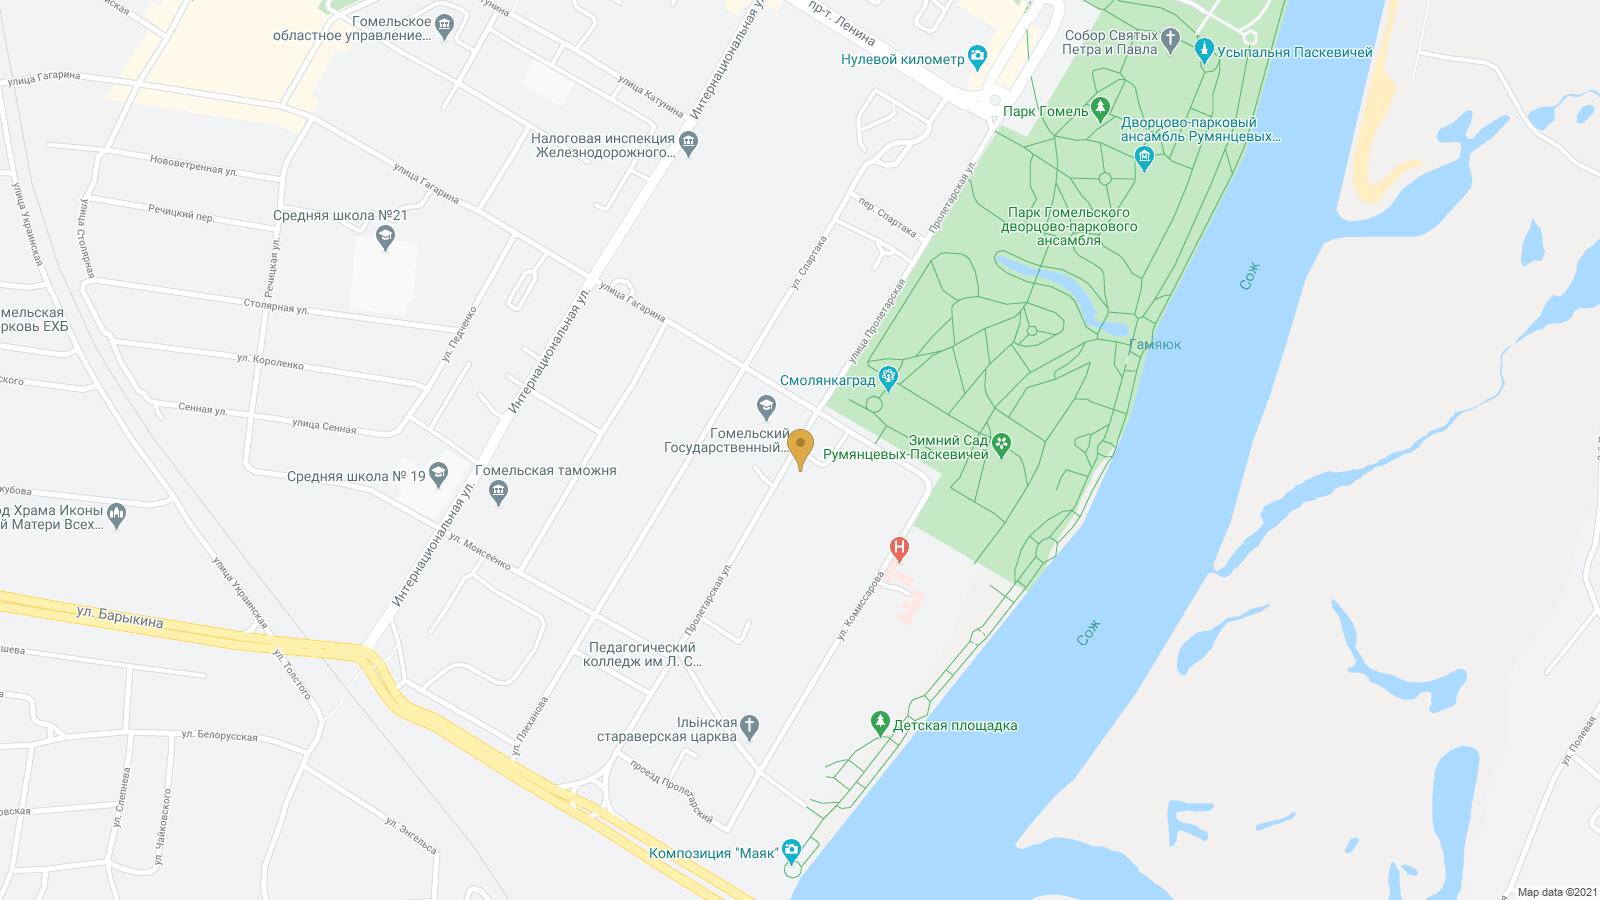 Гомельское
областное управление...
пр-т. Ленина
Интернациональная ул.
Нулевой километр
Собор Святых
Петра и Павла
Усыпальня Паскевичей
улица Гагарина
улица Катунина
Парк Гомель
Дворцово-парковый
ансамбль Румянцевых...
Налоговая инспекция
Железнодорожного...
Нововетренная ул.
улица Гагарина
Пролетарская ул.
улица Украинская
Речицкий пер.
Средняя школа №21
пер. Спартака
Парк Гомельского
дворцово-паркового
ансамбля
улица Столярная
Речицкая ул.
ул. Спартака
Сож
Столярная ул.
улица Гагарина
мельская
рковь ЕХБ
ул. Педченко
Интернациональная ул.
улица Пролетарская
Гамяюк
ул. Короленко
ского
Смолянкаград
Сенная ул.
улица Сенная
Гомельский
Государственный...
Зимний Сад
Румянцевых-Паскевичей
Средняя школа № 19
Гомельская таможня
кубова
од Храма Иконы
й Матери Всех...
Интернациональная ул.
ул. Моисеенко
улица Украинская
Пролетарская ул.
ул. Комиссарова
ул. Барыкина
Сож
Педагогический
колледж им Л. С...
шева
ул. Толстого
ул. Плеханова
Ільінская
стараверская царква
Детская площадка
ул. Белорусская
ул. Полевая
проезд Пролетарский
ул. Слепнева
ул. Чайковского
овская
ул. Энгельса
Композиция "Маяк"
Map data ©2021